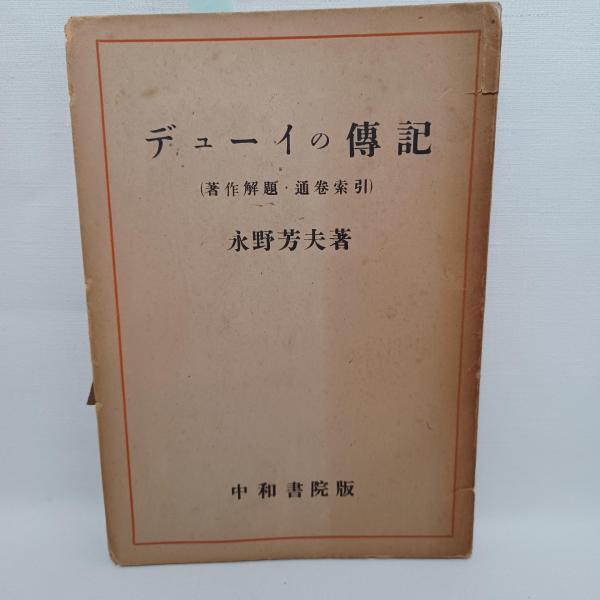 デューイの傳記
(著作解題・通卷索引)
永野芳夫著
中和書院版